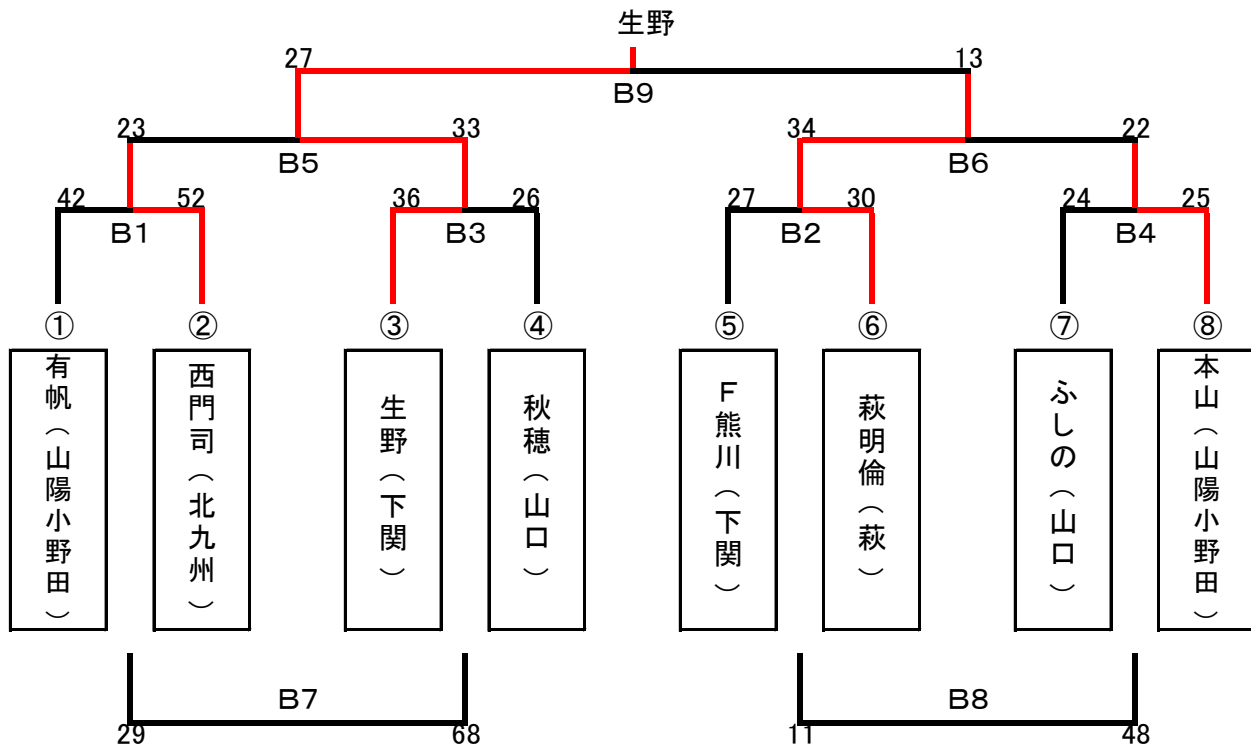 生野
27 13
B9
23 33 34 22
B5 B6
42 52 36 26 27 30 24 25
B1 B3 B2 B4
① ② ③ ④ ⑤ ⑥ ⑦ ⑧
有帆（山陽小野田）
西門司（北九州）
生野（下関）
秋穂（山口）
F熊川（下関）
萩明倫（萩）
ふしの（山口）
本山（山陽小野田）
B7 B8
29 68 11 48